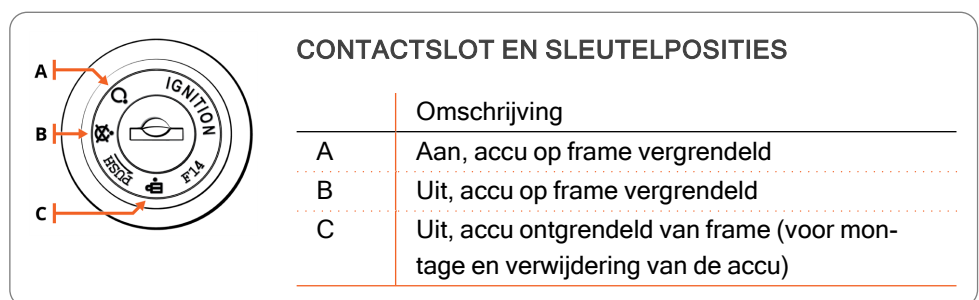 CONTACTSLOT EN SLEUTELPOSITIES
A
B
C
IGNITION
PUSH
F14
Omschrijving
A Aan, accu op frame vergrendeld
B Uit, accu op frame vergrendeld
C Uit, accu ontgrendeld van frame (voor mon-
tage en verwijdering van de accu)